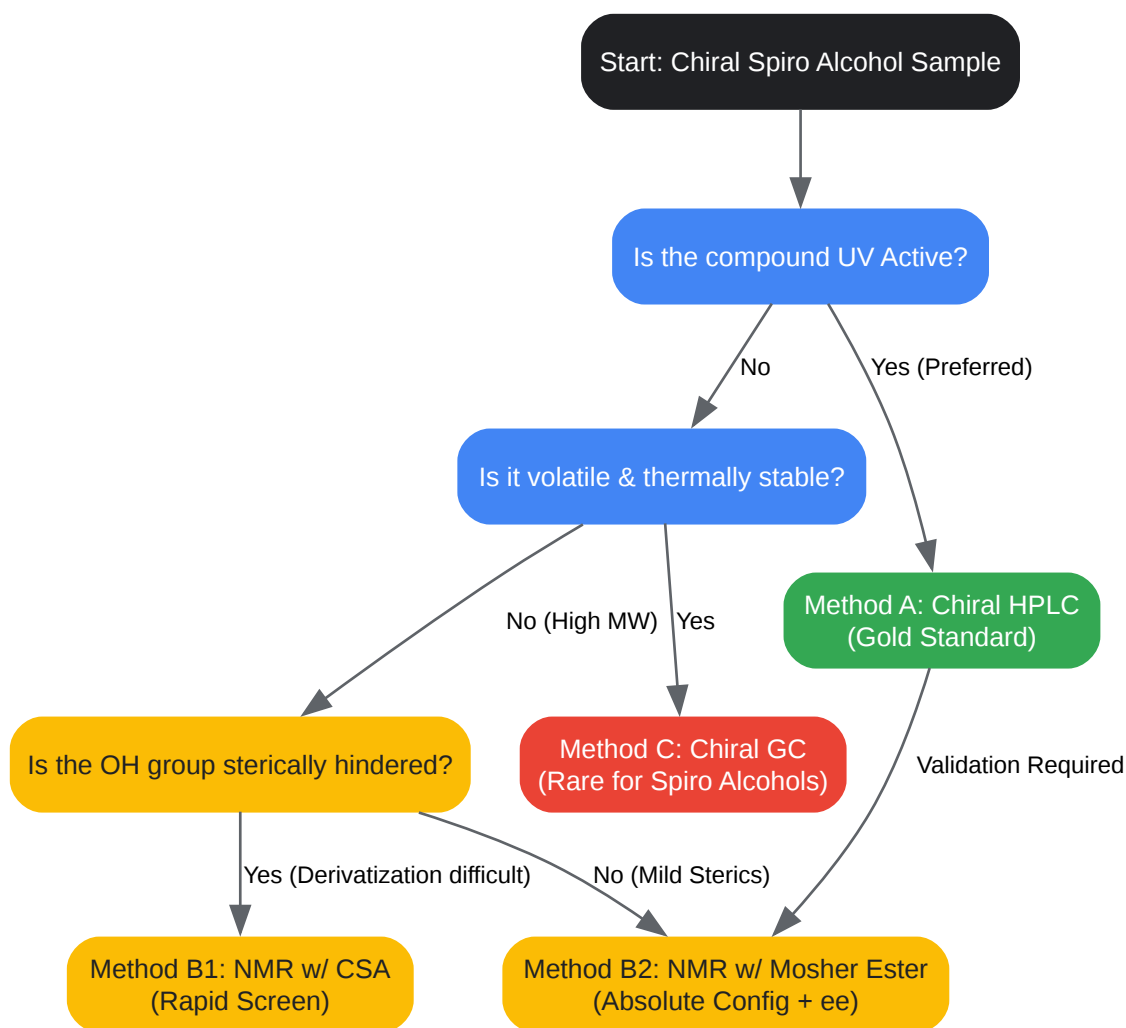 Start: Chiral Spiro Alcohol Sample
Is the compound UV Active?
No
Yes (Preferred)
Is it volatile & thermally stable?
No (High MW)
Yes
Method A: Chiral HPLC
(Gold Standard)
Is the OH group sterically hindered?
Method C: Chiral GC
(Rare for Spiro Alcohols)
Validation Required
Yes (Derivatization difficult)
No (Mild Sterics)
Method B1: NMR w/ CSA
(Rapid Screen)
Method B2: NMR w/ Mosher Ester
(Absolute Config + ee)